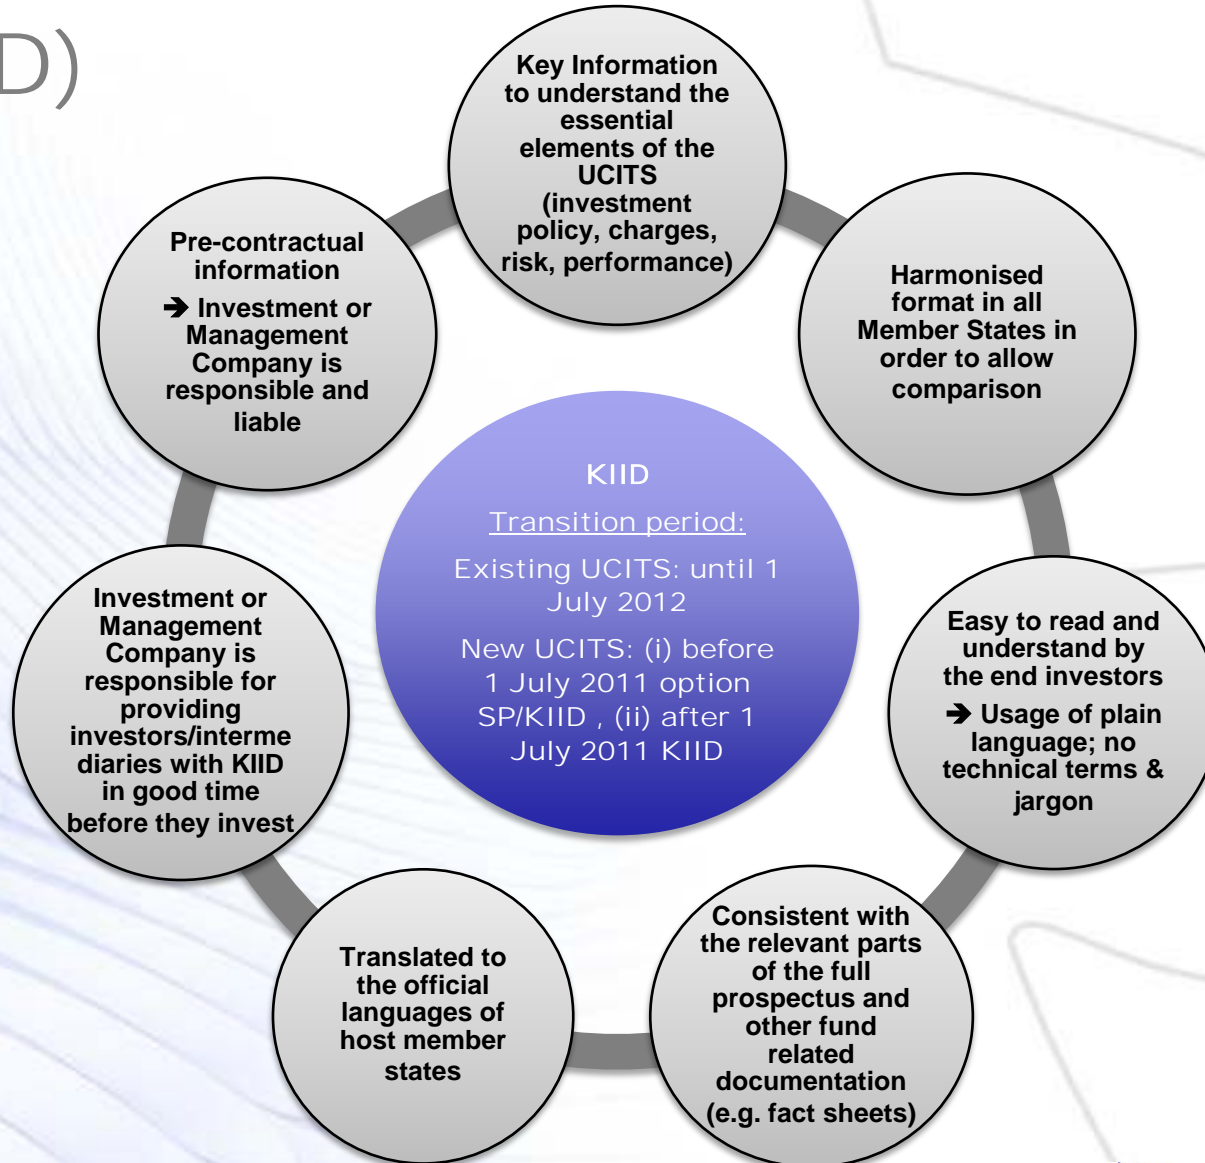 D)
Key Information
to understand the
essential
elements of the
UCITS
(investment
policy, charges,
risk, performance)
Harmonised
format in all
Member States in
order to allow
comparison
Easy to read and
understand by
the end investors
➔ Usage of plain
language; no
technical terms &
jargon
Consistent with
the relevant parts
of the full
prospectus and
other fund
related
documentation
(e.g. fact sheets)
Translated to
the official
languages of
host member
states
Investment or
Management
Company is
responsible for
providing
investors/interme
diaries with KIID
in good time
before they invest
Pre-contractual
information
➔ Investment or
Management
Company is
responsible and
liable
KIID
Transition period:
Existing UCITS: until 1
July 2012
New UCITS: (i) before
1 July 2011 option
SP/KIID , (ii) after 1
July 2011 KIID